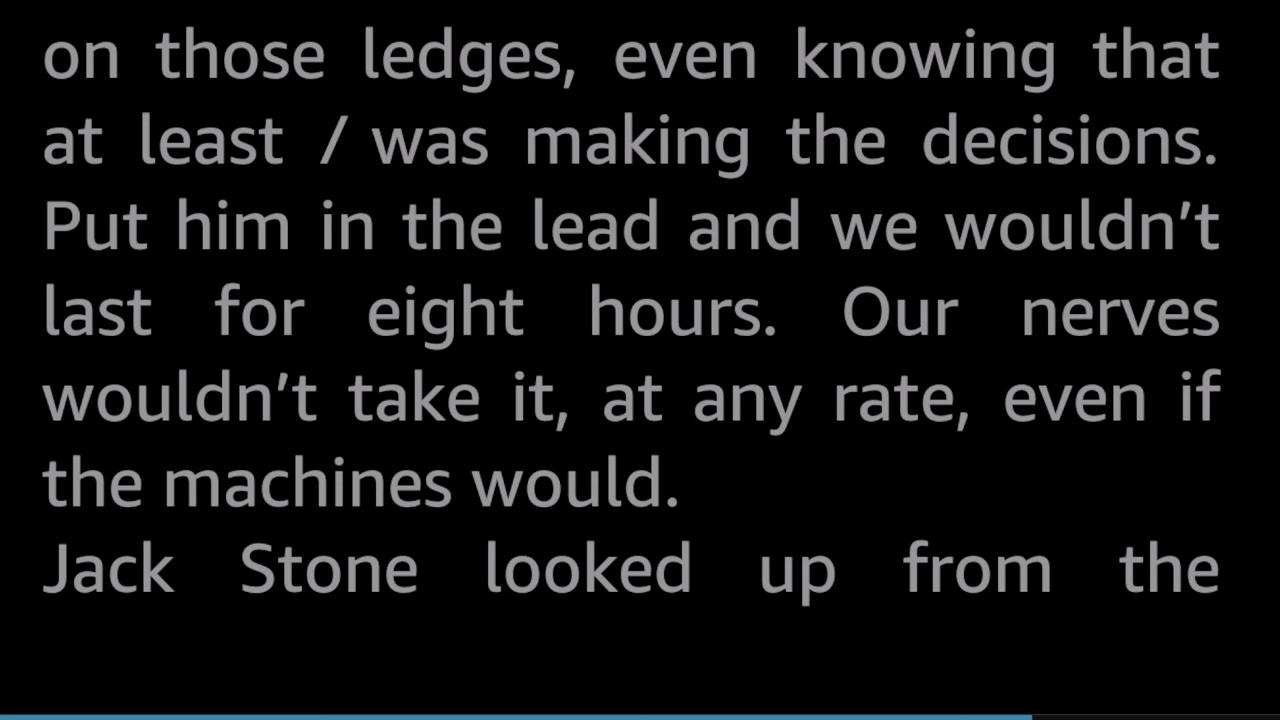 on those ledges, even knowing that
at least / was making the decisions.
Put him in the lead and we wouldn’t
last for eight hours. Our nerves
wouldn’t take it, at any rate, even if
the machines would.
Jack Stone looked up from the